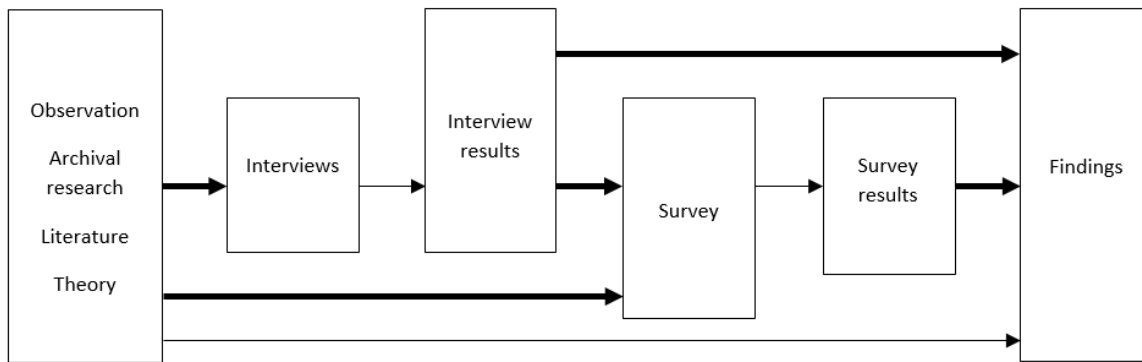 Observation
Archival
research
Literature
Theory
Interviews
Interview
results
Survey
Survey
results
Findings